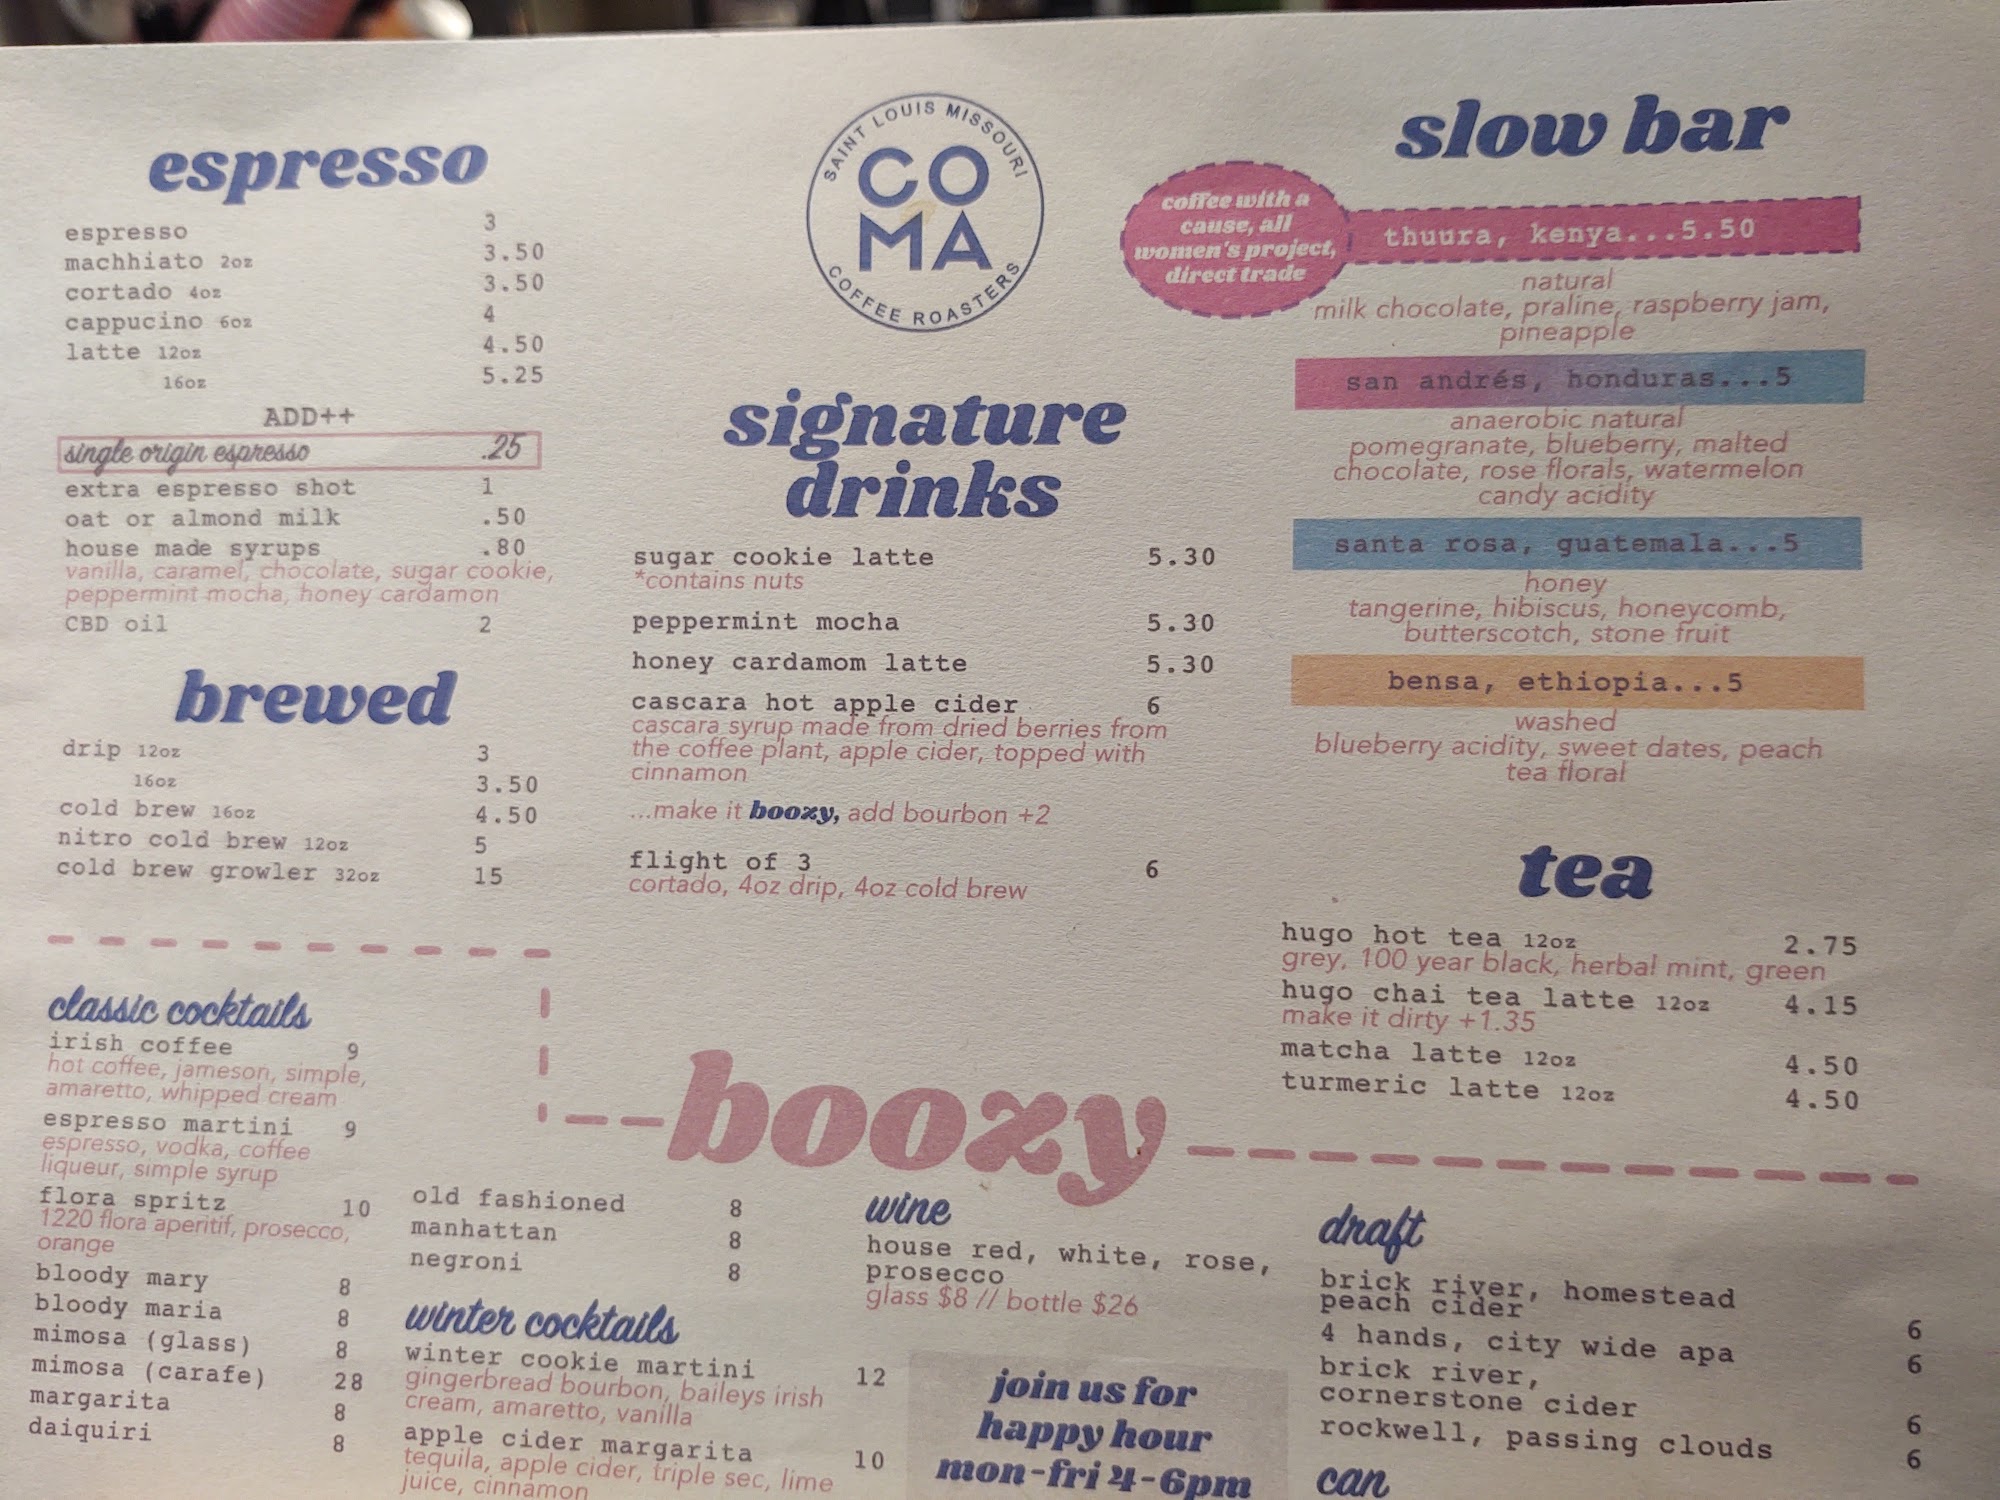 espresso
espresso 3
machhiato 2oz 3.50
cortado 4oz 3.50
cappucino 6oz 4
latte 12oz 4.50
16oz 5.25
ADD++
single origin espresso .25
extra espresso shot 1
oat or almond milk .50
house made syrups .80
vanilla, caramel, chocolate, sugar cookie,
peppermint mocha, honey cardamon
CBD oil 2
brewed
drip 12oz 3
16oz 3.50
cold brew 16oz 4.50
nitro cold brew 12oz 5
cold brew growler 32oz 15
SAINT LOUIS MISSOURI
CO
MA
COFFEE ROASTERS
signature
drinks
sugar cookie latte 5.30
*contains nuts
peppermint mocha 5.30
honey cardamom latte 5.30
cascara hot apple cider 6
cascara syrup made from dried berries from
the coffee plant, apple cider, topped with
cinnamon
...make it boozy, add bourbon +2
flight of 3 6
cortado, 4oz drip, 4oz cold brew
slow bar
coffee with a
cause, all
women's project,
direct trade
thuura, kenya...5.50
natural
milk chocolate, praline, raspberry jam,
pineapple
san andrés, honduras...5
anaerobic natural
pomegranate, blueberry, malted
chocolate, rose florals, watermelon
candy acidity
santa rosa, guatemala...5
honey
tangerine, hibiscus, honeycomb,
butterscotch, stone fruit
bensa, ethiopia...5
washed
blueberry acidity, sweet dates, peach
tea floral
tea
hugo hot tea 12oz 2.75
grey, 100 year black, herbal mint, green
hugo chai tea latte 12oz 4.15
make it dirty +1.35
matcha latte 12oz 4.50
turmeric latte 12oz 4.50
boozy
classic cocktails
irish coffee 9
hot coffee, jameson, simple,
amaretto, whipped cream
espresso martini 9
espresso, vodka, coffee
liqueur, simple syrup
flora spritz 10
1220 flora aperitif, prosecco,
orange
bloody mary 8
bloody maria 8
mimosa (glass) 8
mimosa (carafe) 28
margarita 8
daiquiri 8
old fashioned 8
manhattan 8
negroni 8
winter cocktails
winter cookie martini 12
gingerbread bourbon, baileys irish
cream, amaretto, vanilla
apple cider margarita 10
tequila, apple cider, triple sec, lime
juice, cinnamon
wine
house red, white, rose,
prosecco
glass $8 // bottle $26
join us for
happy hour
mon-fri 4-6pm
draft
brick river, homestead
peach cider 6
4 hands, city wide apa 6
brick river,
cornerstone cider 6
rockwell, passing clouds 6
can